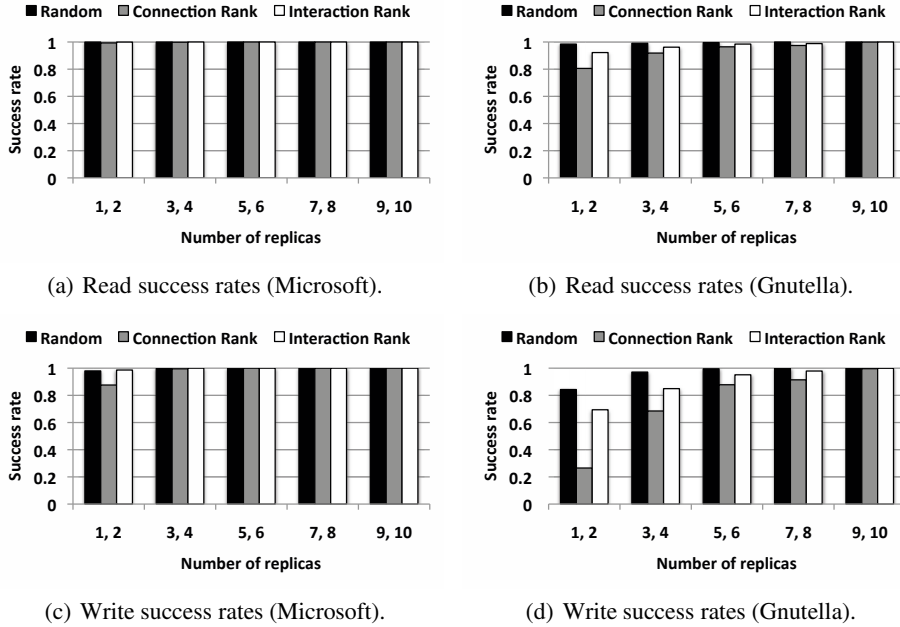 Random Connection Rank Interaction Rank
Success rate
1
0.8
0.6
0.4
0.2
0
1, 2 3, 4 5, 6 7, 8 9, 10
Number of replicas
(a) Read success rates (Microsoft).
Random Connection Rank Interaction Rank
Success rate
1
0.8
0.6
0.4
0.2
0
1, 2 3, 4 5, 6 7, 8 9, 10
Number of replicas
(b) Read success rates (Gnutella).
Random Connection Rank Interaction Rank
Success rate
1
0.8
0.6
0.4
0.2
0
1, 2 3, 4 5, 6 7, 8 9, 10
Number of replicas
(c) Write success rates (Microsoft).
Random Connection Rank Interaction Rank
Success rate
1
0.8
0.6
0.4
0.2
0
1, 2 3, 4 5, 6 7, 8 9, 10
Number of replicas
(d) Write success rates (Gnutella).